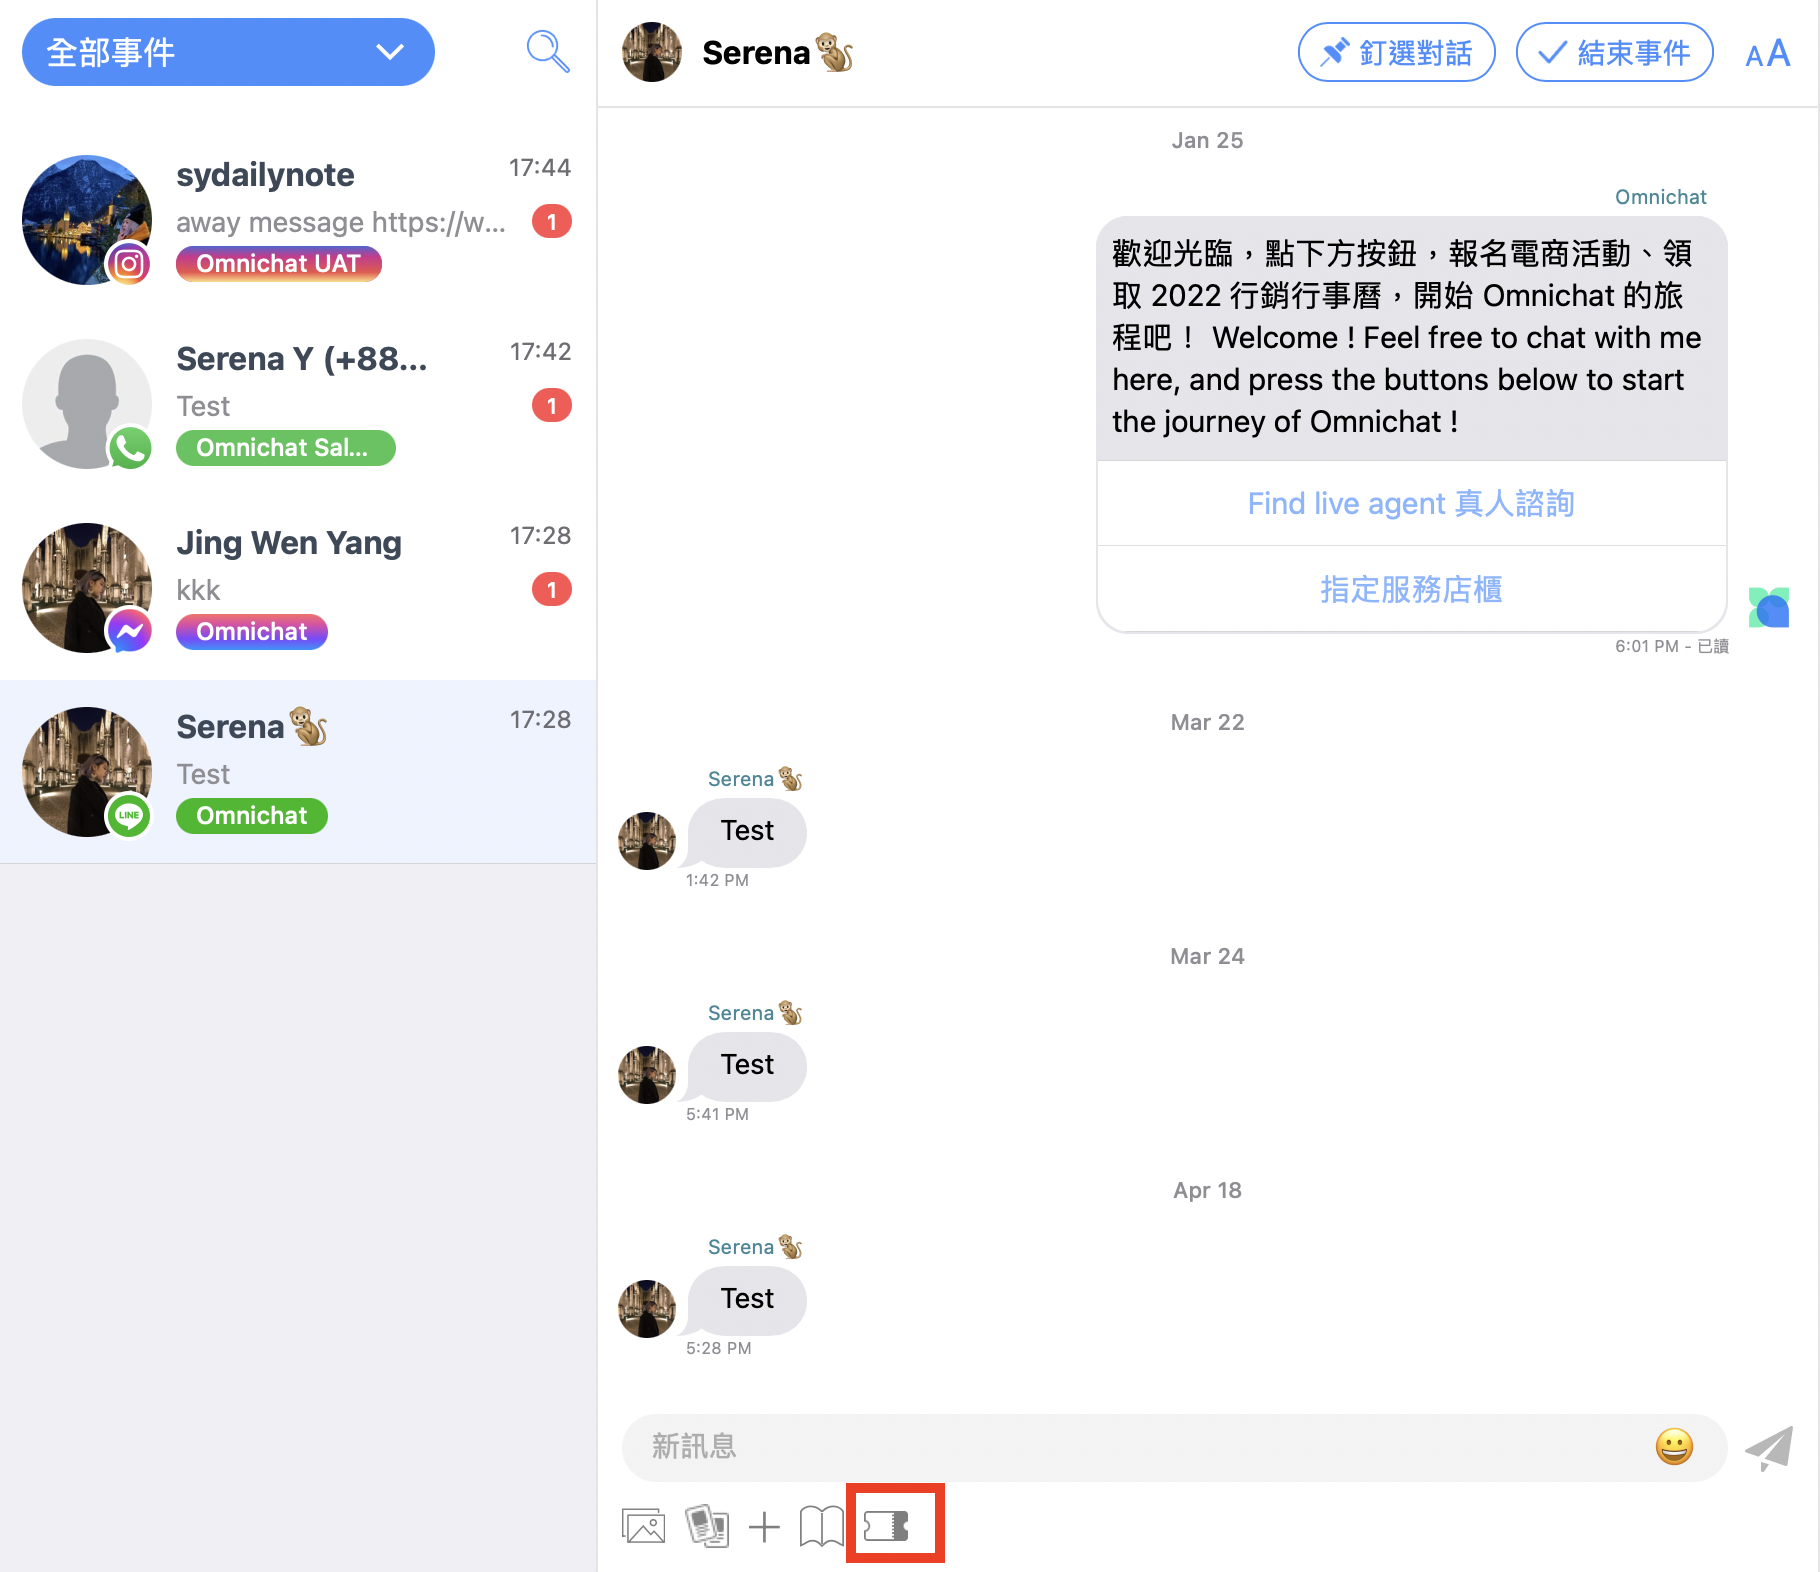 全部事件
sydailynote
17:44
away message https://w...
1
Omnichat UAT
Serena Y (+88...
17:42
Test
1
Omnichat Sal...
Jing Wen Yang
17:28
kkk
1
Omnichat
Serena🐒
17:28
Test
LINE
Omnichat
Serena🐒
釘選對話
結束事件
AA
Jan 25
Omnichat
歡迎光臨，點下方按鈕，報名電商活動、領
取 2022 行銷行事曆，開始 Omnichat 的旅
程吧！ Welcome ! Feel free to chat with me
here, and press the buttons below to start
the journey of Omnichat !
Find live agent 真人諮詢
指定服務店櫃
6:01 PM - 已讀
Mar 22
Serena🐒
Test
1:42 PM
Mar 24
Serena🐒
Test
5:41 PM
Apr 18
Serena🐒
Test
5:28 PM
新訊息